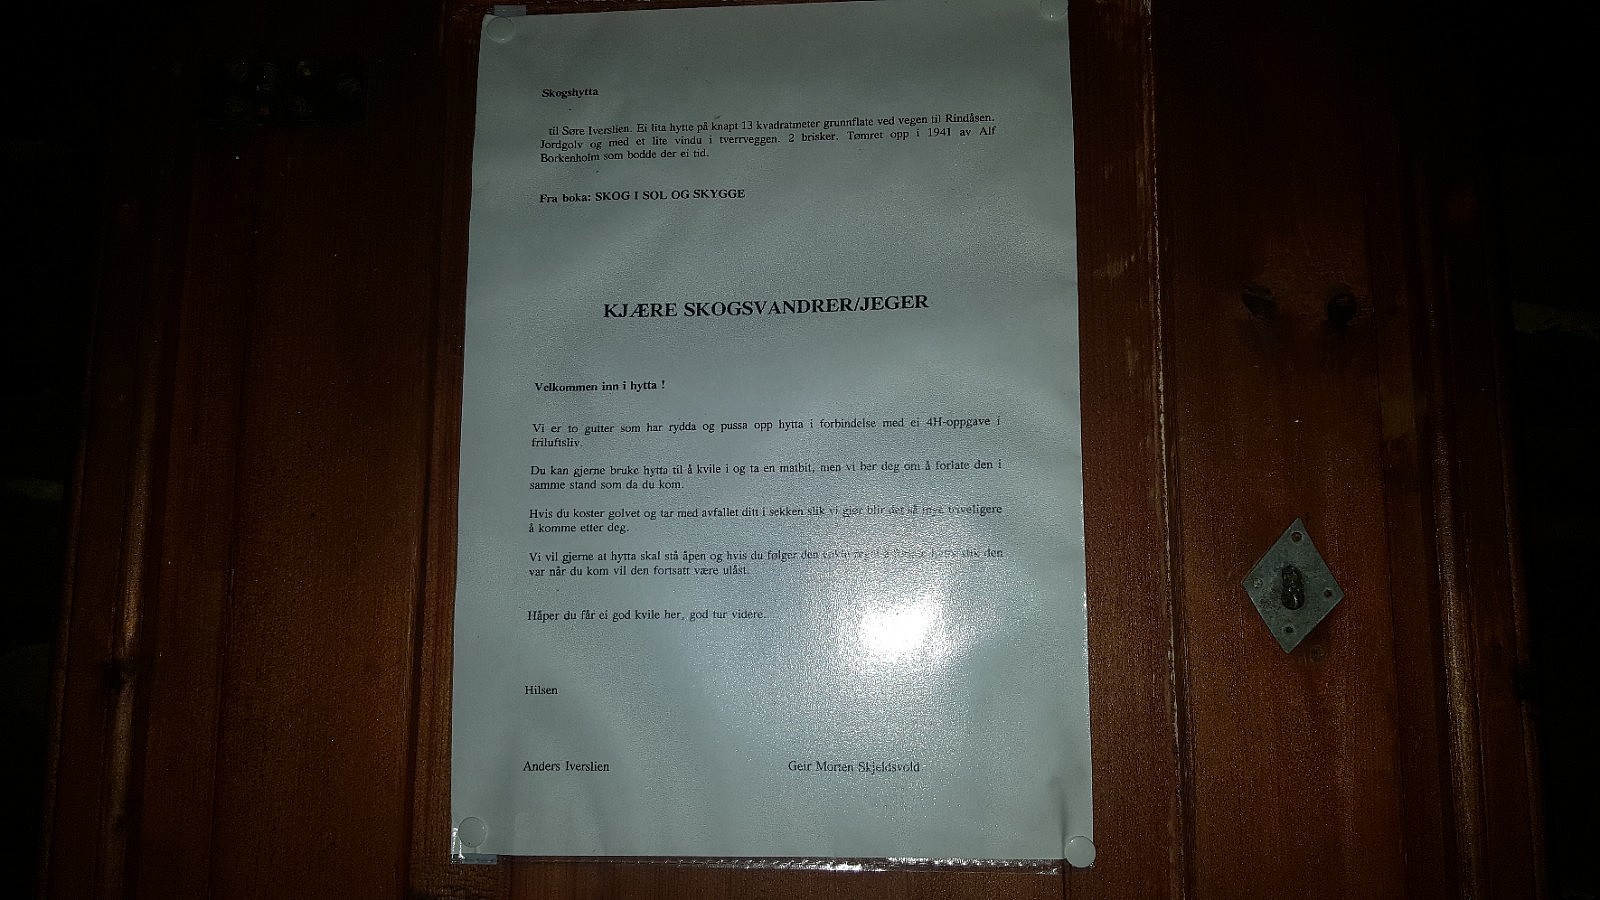 Skogshytta
til Søre Iverslien. Ei lita hytte på knapt 13 kvadratmeter grunnflate ved vegen til Rindåsen.
Jordgolv og med et lite vindu i tverrveggen. 2 brisker. Tømret opp i 1941 av Alf
Borkenholm som bodde der ei tid.
Fra boka: SKOG I SOL OG SKYGGE
KJÆRE SKOGSVANDRER/JEGER
Velkommen inn i hytta !
Vi er to gutter som har rydda og pussa opp hytta i forbindelse med ei 4H-oppgave i
friluftsliv.
Du kan gjerne bruke hytta til å kvile i og ta en matbit, men vi ber deg om å forlate den i
samme stand som da du kom.
Hvis du koster golvet og tar med avfallet ditt i sekken slik vi gjør blir det så mye triveligere
å komme etter deg.
Vi vil gjerne at hytta skal stå åpen og hvis du følger den slik den
var når du kom vil den fortsatt være ulåst.
Håper du får ei god kvile her, god tur videre.
Hilsen
Anders Iverslien Geir Morten Skjeldsvold